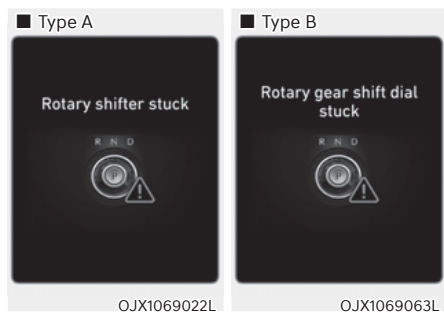 ■ Type A
Rotary shifter stuck
R N D
P
OJX1069022L
■ Type B
Rotary gear shift dial
stuck
R N D
P
OJX1069063L